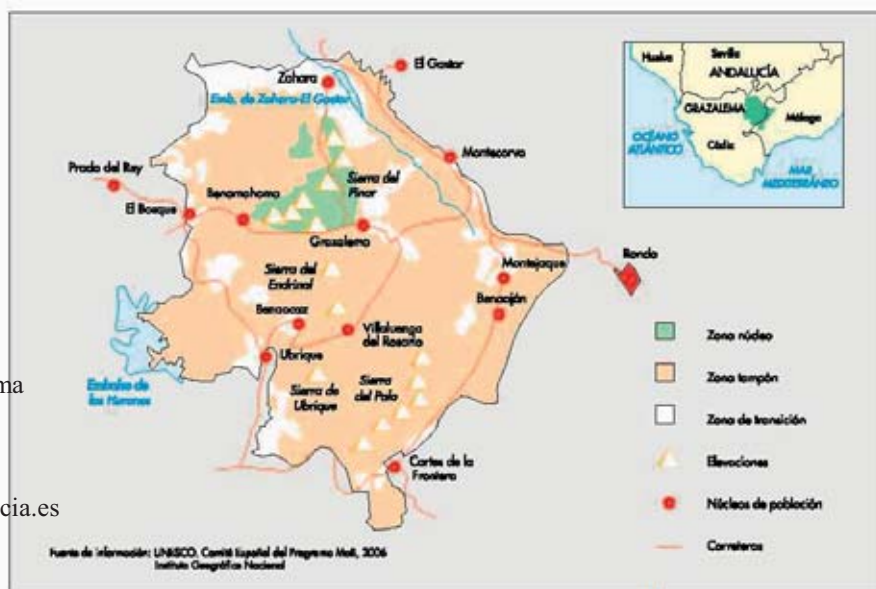 Zahara
El Gastor
Emb. de Zahara-El Gastor
Montecorvo
Prado del Rey
Benamahoma
Sierra del
Pinar
El Bosque
Grazalema
Montejaque
Ronda
Sierra del
Endrinal
Benaoján
Benaocaz
Villaluenga
del Rosario
Ubrique
Embalse de
los Hurones
Sierra de
Ubrique
Sierra
del Palo
Cortes de la
Frontera
ma
cia.es
Huelva
Sevilla
ANDALUCÍA
GRAZALEMA
Málaga
OCÉANO
ATLÁNTICO
Cádiz
MAR
MEDITERRÁNEO
Zona núcleo
Zona tampón
Zona de transición
Elevaciones
Núcleos de población
Carreteras
Fuente de información: UNESCO, Comité Español del Programa MaB, 2006
Instituto Geográfico Nacional